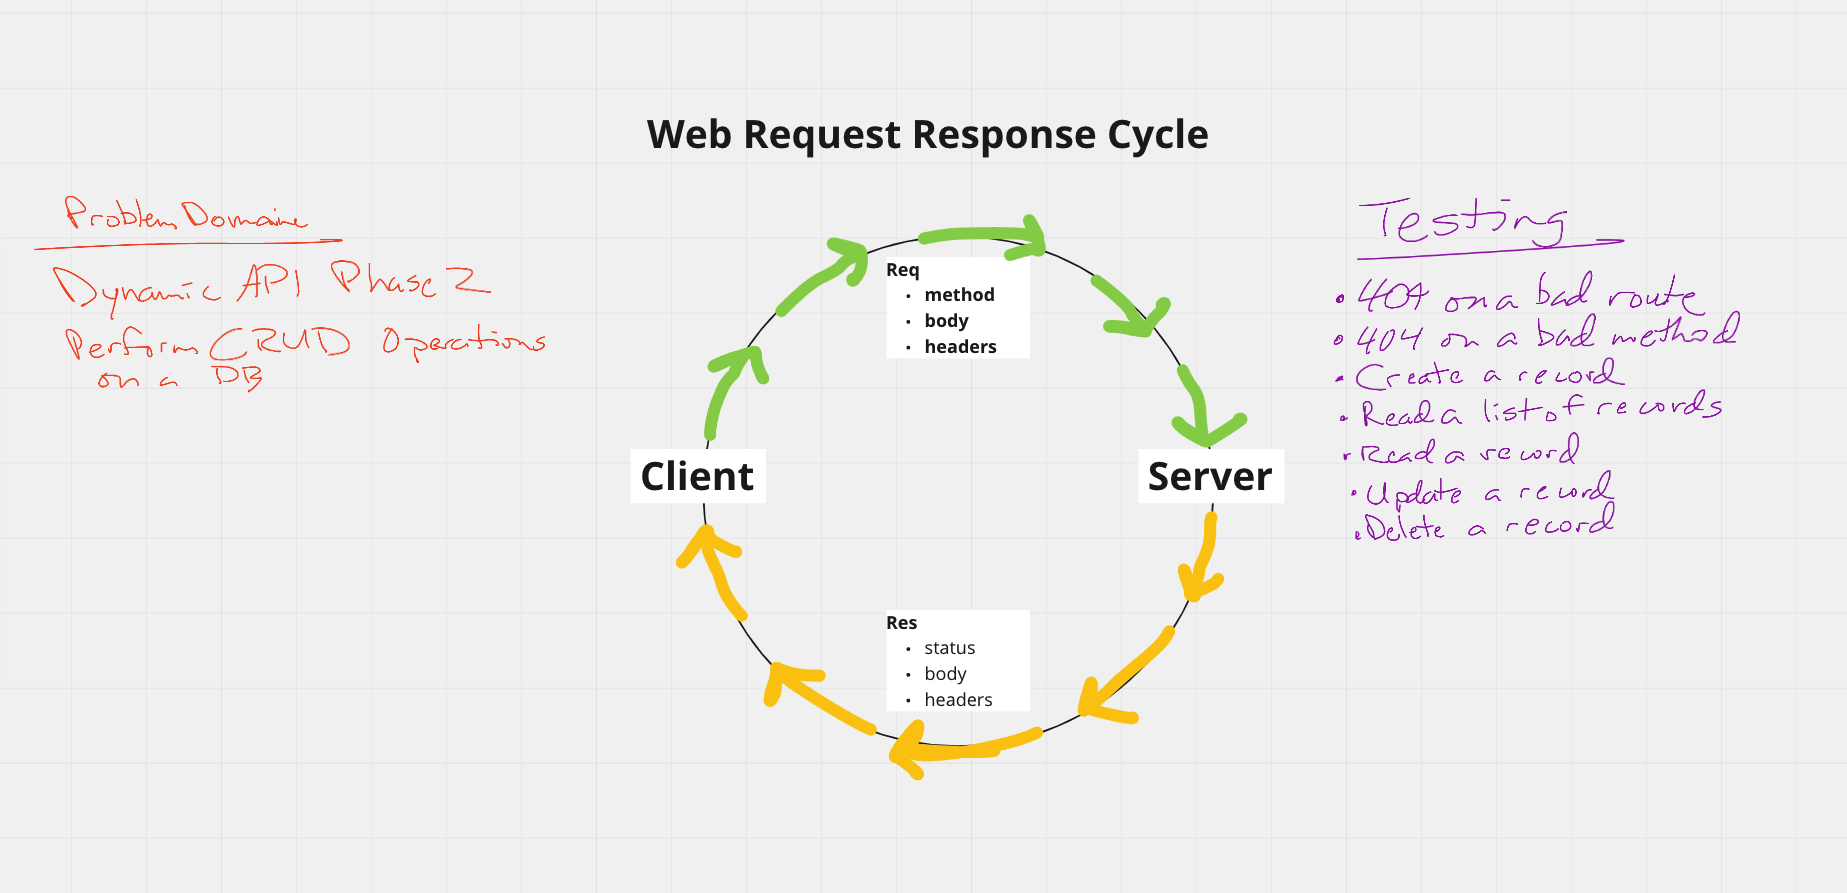 Web Request Response Cycle
Problem Domain
Dynamic API Phase 2
Perform CRUD Operations
on a DB
Req
• method
• body
• headers
Client
Server
Res
• status
• body
• headers
Testing
• 404 on a bad route
• 404 on a bad method
• Create a record
• Read a list of records
• Read a record
• Update a record
• Delete a record